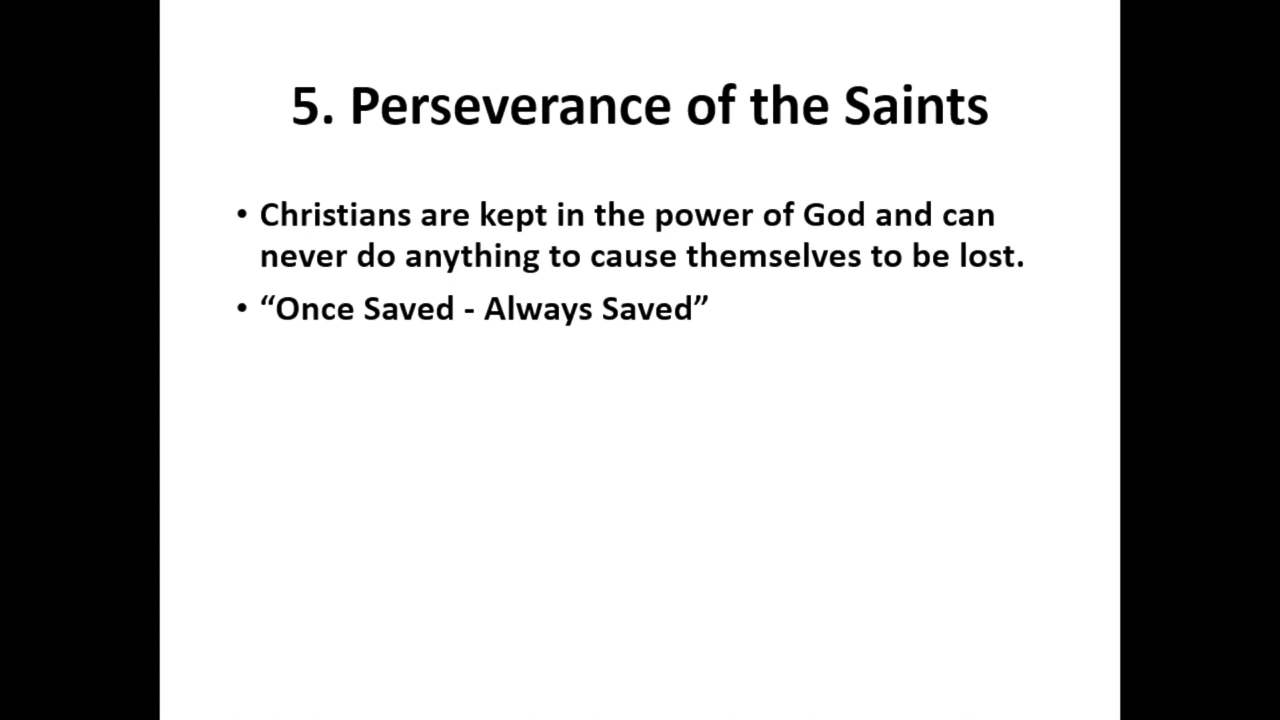 5. Perseverance of the Saints
• Christians are kept in the power of God and can
never do anything to cause themselves to be lost.
• “Once Saved - Always Saved”